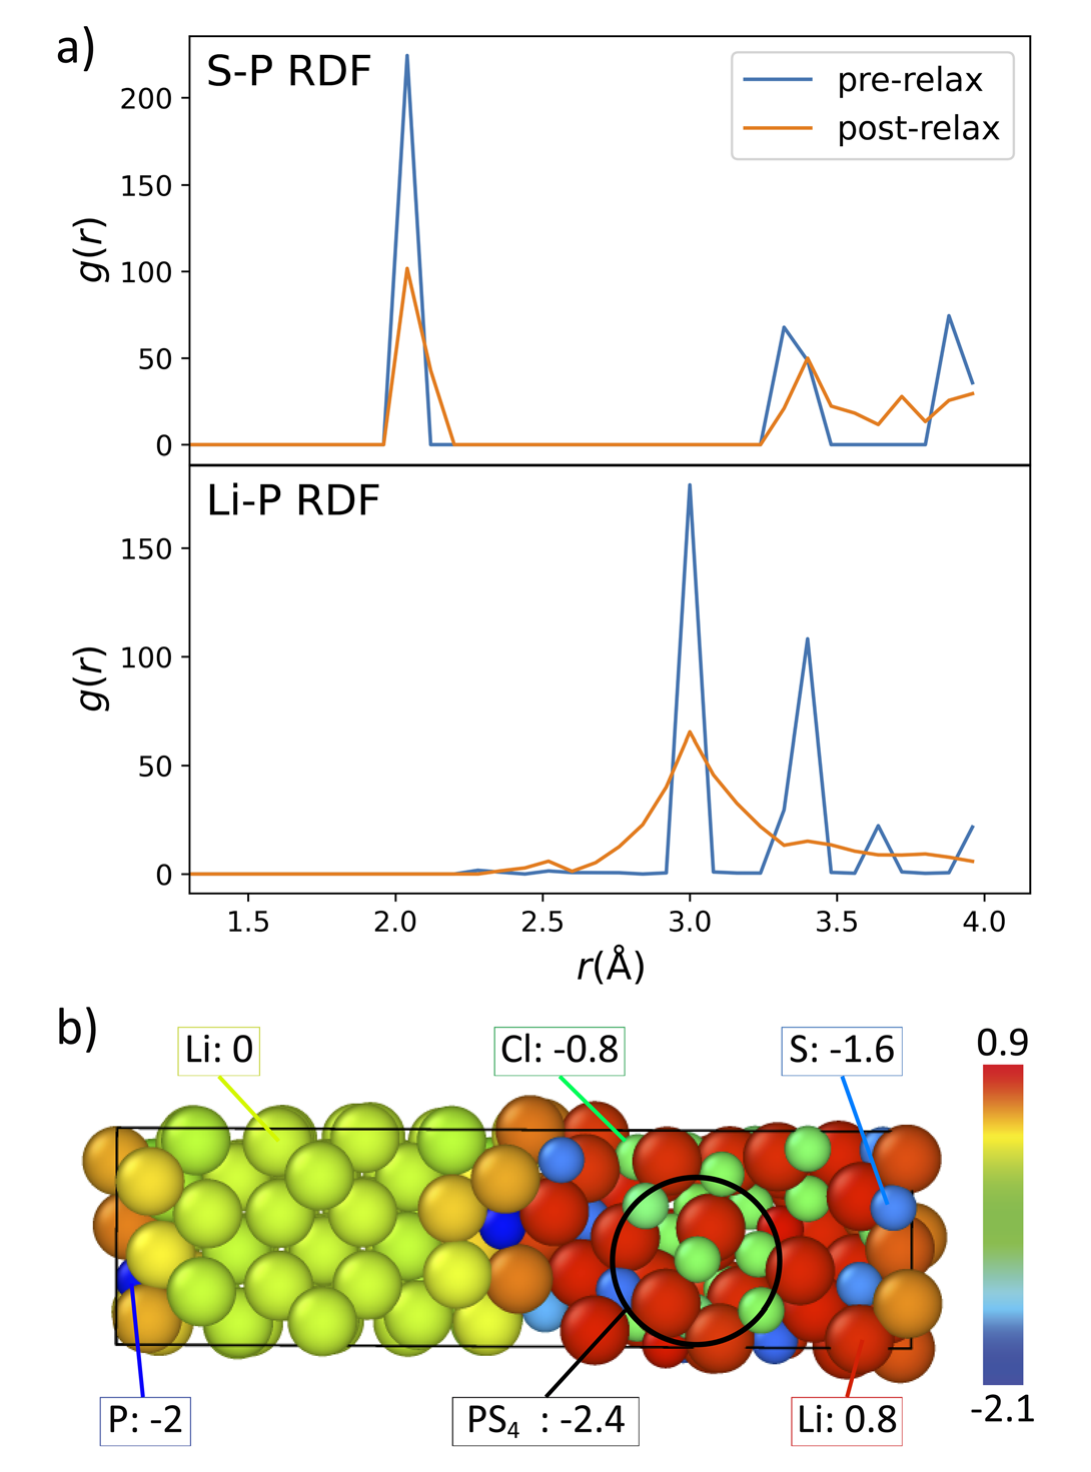 a)
S-P RDF
pre-relax
post-relax
200
150
100
50
0
g(r)
Li-P RDF
150
100
50
0
g(r)
1.5 2.0 2.5 3.0 3.5 4.0
r(Å)
b)
Li: 0
Cl: -0.8
S: -1.6
0.9
P: -2
PS₄ : -2.4
Li: 0.8
-2.1